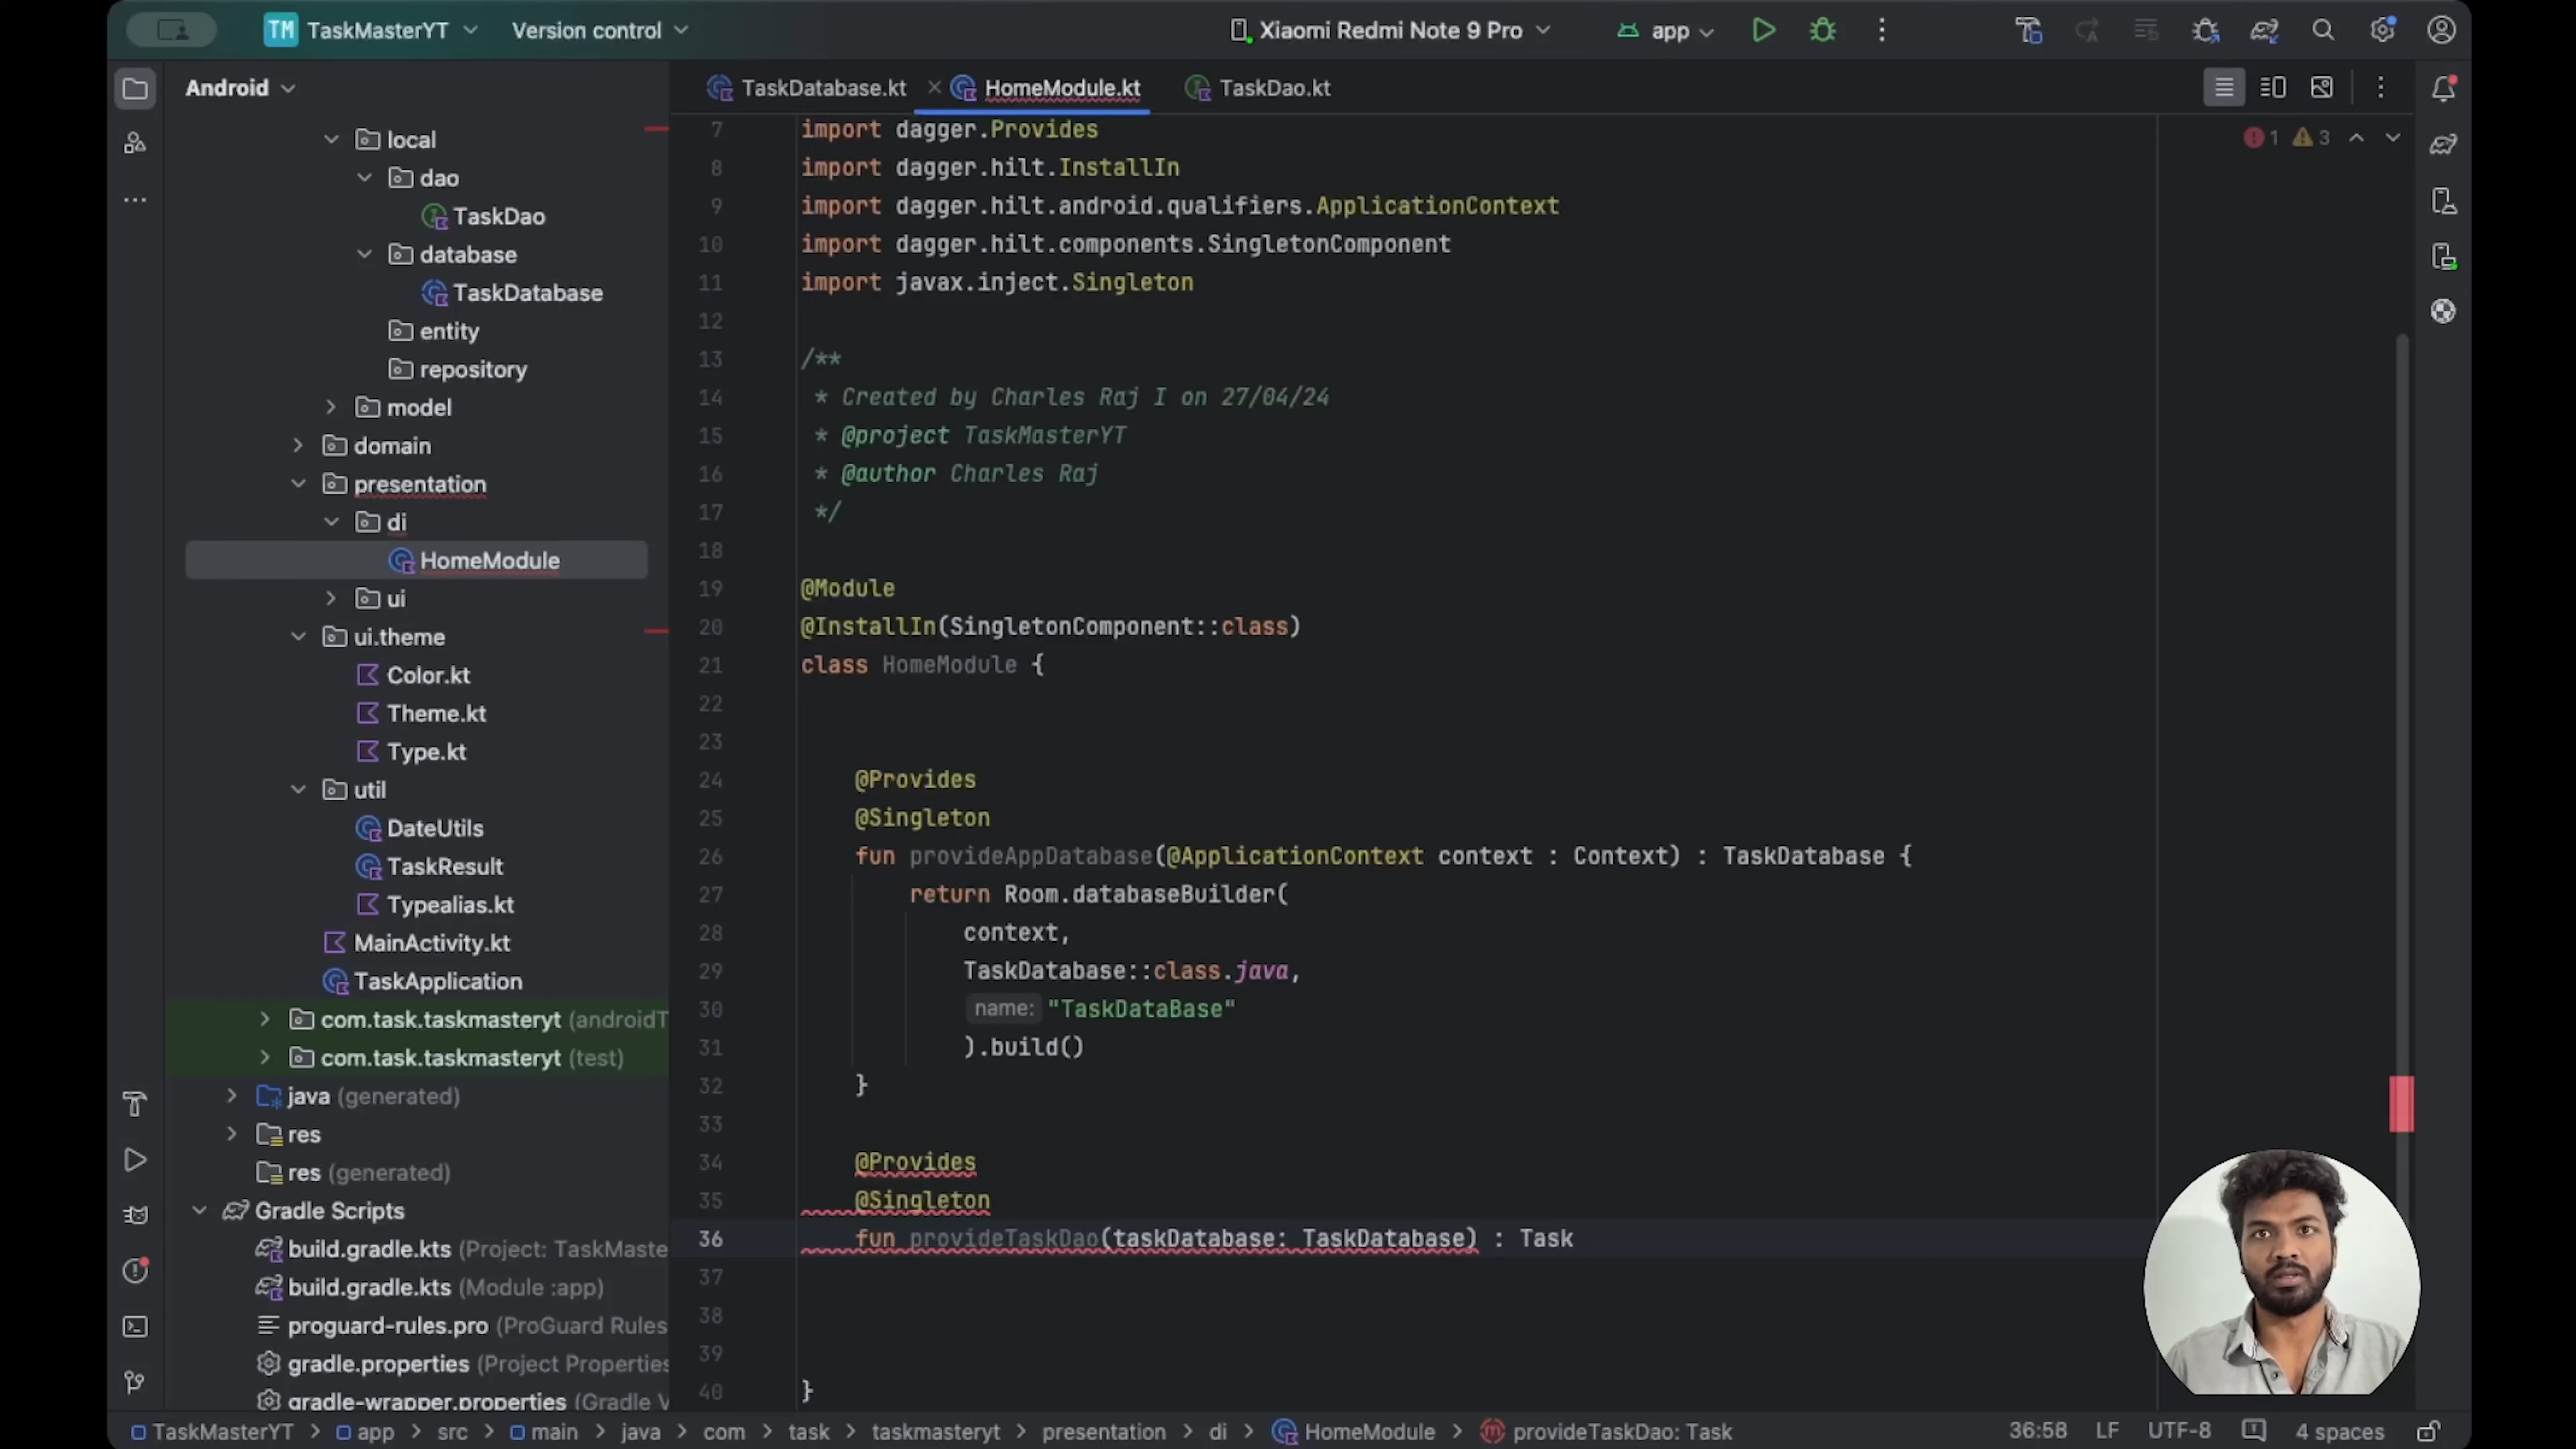 TM TaskMasterYT Version control Xiaomi Redmi Note 9 Pro app
Android
TaskDatabase.kt HomeModule.kt TaskDao.kt
local
dao
TaskDao
database
TaskDatabase
entity
repository
model
domain
presentation
di
HomeModule
ui
ui.theme
Color.kt
Theme.kt
Type.kt
util
DateUtils
TaskResult
Typealias.kt
MainActivity.kt
TaskApplication
com.task.taskmasteryt (androidT
com.task.taskmasteryt (test)
java (generated)
res
res (generated)
Gradle Scripts
build.gradle.kts (Project: TaskMaste
build.gradle.kts (Module :app)
proguard-rules.pro (ProGuard Rules
gradle.properties (Project Properties
gradle-wrapper.properties (Gradle V
1 3
7 import dagger.Provides
8 import dagger.hilt.InstallIn
9 import dagger.hilt.android.qualifiers.ApplicationContext
10 import dagger.hilt.components.SingletonComponent
11 import javax.inject.Singleton
12
13 /**
14 * Created by Charles Raj I on 27/04/24
15 * @project TaskMasterYT
16 * @author Charles Raj
17 */
18
19 @Module
20 @InstallIn(SingletonComponent::class)
21 class HomeModule {
22
23
24 @Provides
25 @Singleton
26 fun provideAppDatabase(@ApplicationContext context : Context) : TaskDatabase {
27 return Room.databaseBuilder(
28 context,
29 TaskDatabase::class.java,
30 name: "TaskDataBase"
31 ).build()
32 }
33
34 @Provides
35 @Singleton
36 fun provideTaskDao(taskDatabase: TaskDatabase) : Task
37
38
39
40 }
TaskMasterYT > app > src > main > java > com > task > taskmasteryt > presentation > di > HomeModule > provideTaskDao: Task 36:58 LF UTF-8 4 spaces